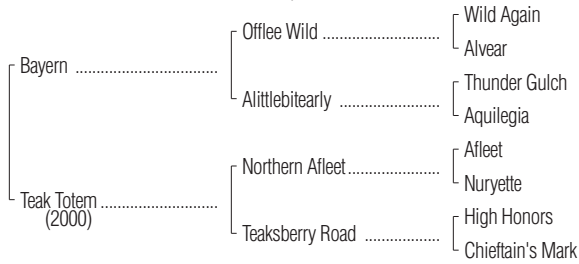 Wild Again
Offlee Wild ..............................
Alvear
Bayern ....................................
Thunder Gulch
Alittlebitearly ..........................
Aquilegia
Afleet
Northern Afleet........................
Nuryette
Teak Totem ..............................
(2000)
High Honors
Teaksberry Road ...................
Chieftain's Mark